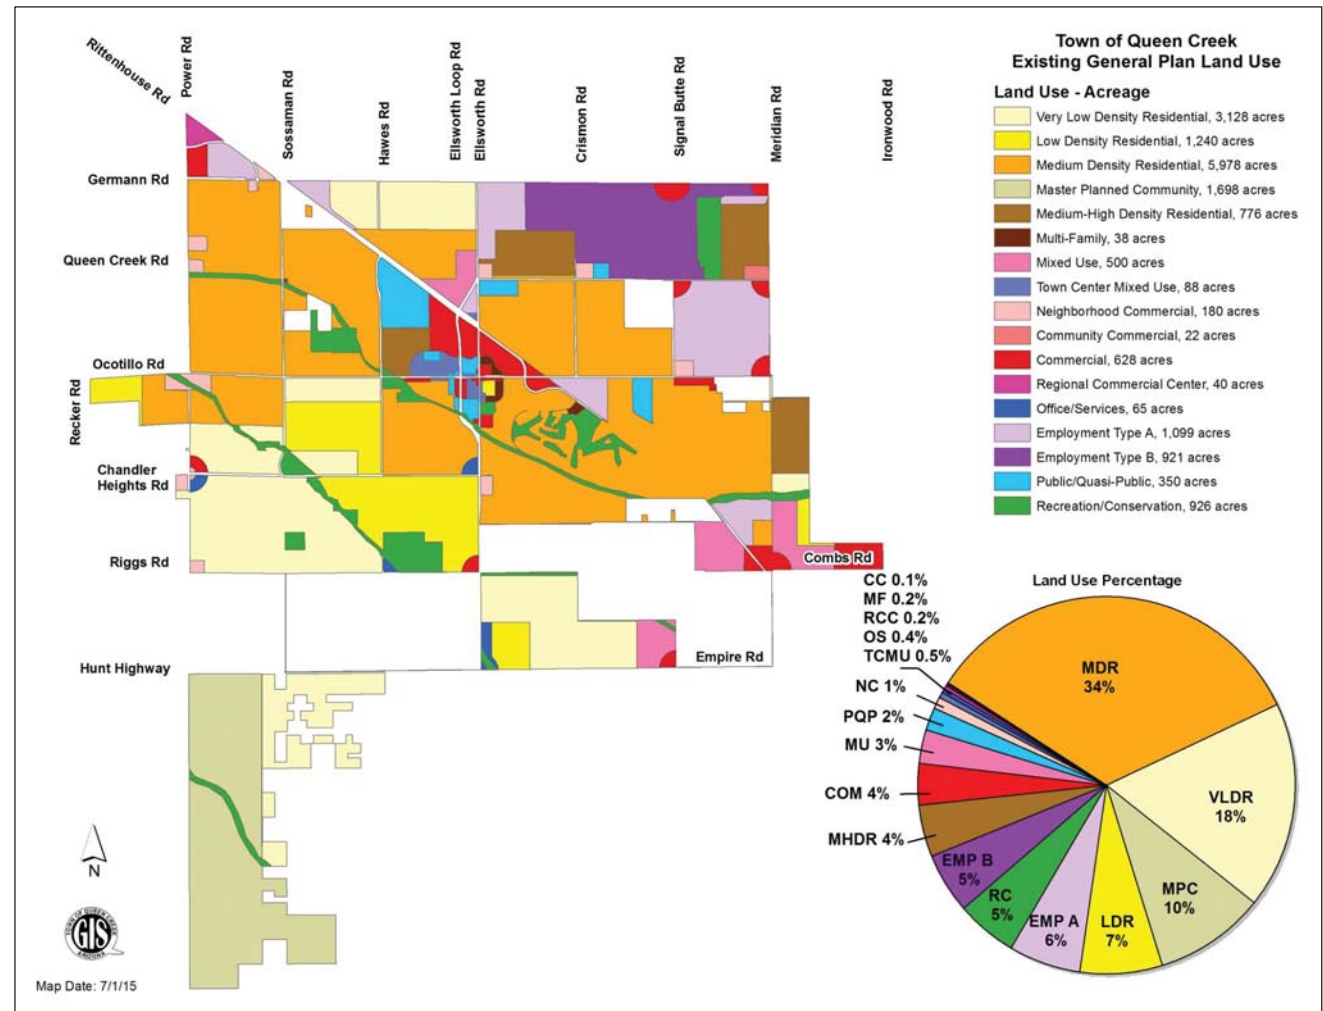 Town of Queen Creek
Existing General Plan Land Use
Land Use - Acreage
Very Low Density Residential, 3,128 acres
Low Density Residential, 1,240 acres
Medium Density Residential, 5,978 acres
Master Planned Community, 1,698 acres
Medium-High Density Residential, 776 acres
Multi-Family, 38 acres
Mixed Use, 500 acres
Town Center Mixed Use, 88 acres
Neighborhood Commercial, 180 acres
Community Commercial, 22 acres
Commercial, 628 acres
Regional Commercial Center, 40 acres
Office/Services, 65 acres
Employment Type A, 1,099 acres
Employment Type B, 921 acres
Public/Quasi-Public, 350 acres
Recreation/Conservation, 926 acres
Rittenhouse Rd
Power Rd
Sossaman Rd
Hawes Rd
Ellsworth Loop Rd
Ellsworth Rd
Crismon Rd
Signal Butte Rd
Meridian Rd
Ironwood Rd
Germann Rd
Queen Creek Rd
Ocotillo Rd
Recker Rd
Chandler
Heights Rd
Riggs Rd
Combs Rd
Empire Rd
Hunt Highway
Land Use Percentage
CC 0.1%
MF 0.2%
RCC 0.2%
OS 0.4%
TCMU 0.5%
NC 1%
PQP 2%
MU 3%
COM 4%
MHDR 4%
EMP B
5%
RC
5%
EMP A
6%
LDR
7%
MPC
10%
VLDR
18%
MDR
34%
N
TOWN OF QUEEN CREEK
GIS
ARIZONA
Map Date: 7/1/15